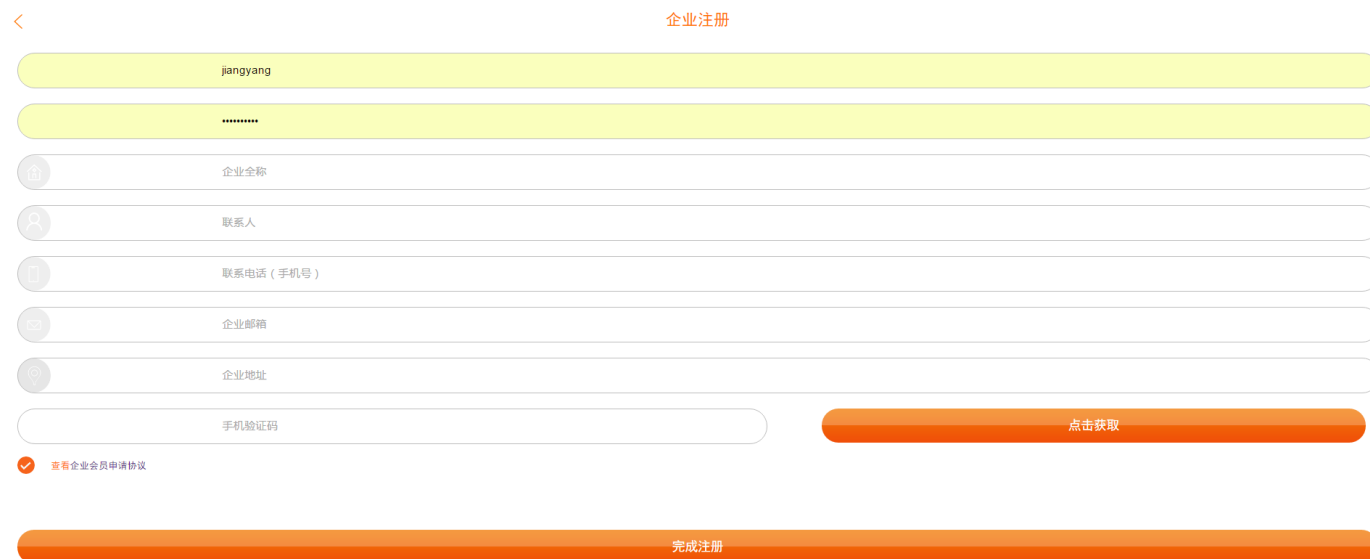 企业注册
jiangyang
••••••••••
企业全称
联系人
联系电话（手机号）
企业邮箱
企业地址
手机验证码
点击获取
查看企业会员申请协议
完成注册